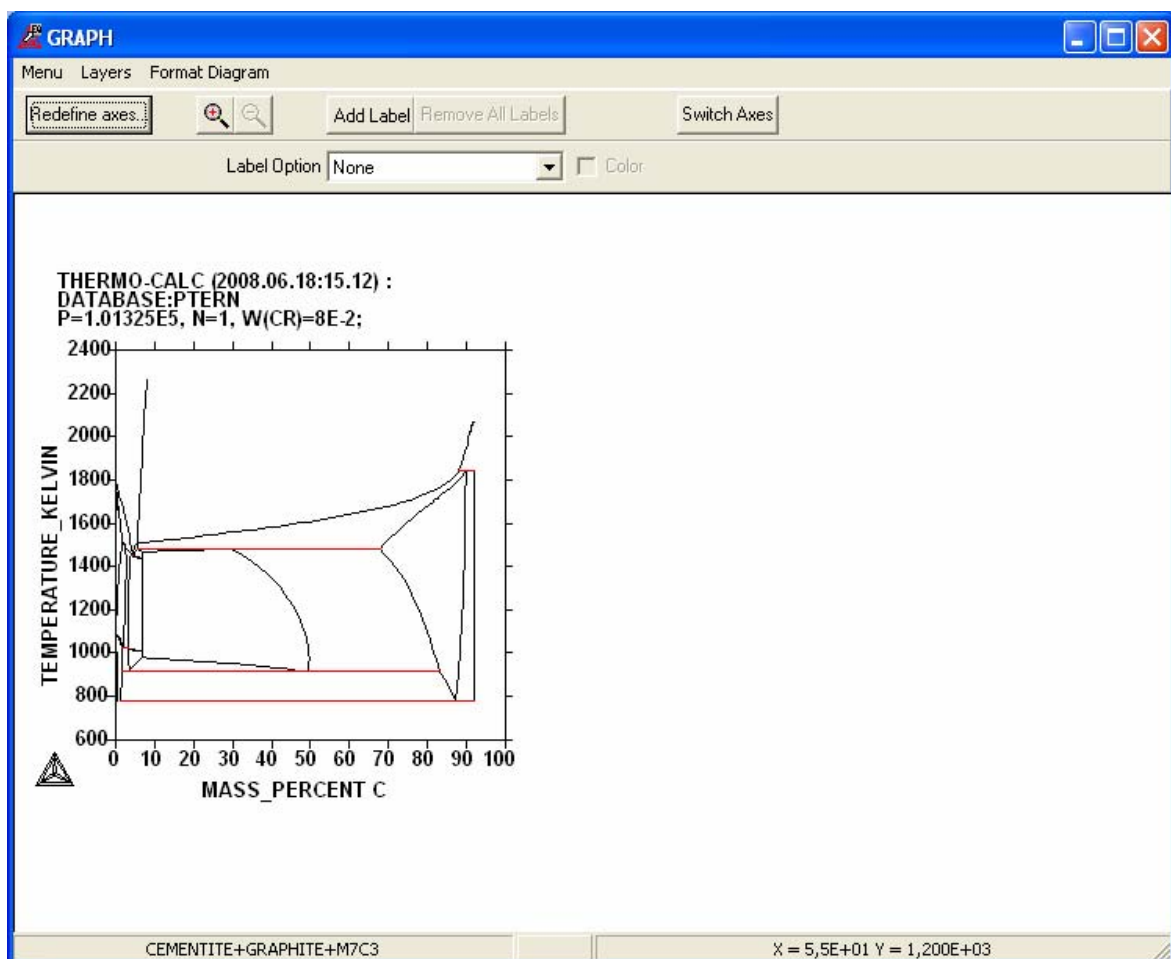 GRAPH
Menu Layers Format Diagram
Redefine axes... Add Label Remove All Labels Switch Axes
Label Option None Color
THERMO-CALC (2008.06.18:15.12) :
DATABASE:PTERN
P=1.01325E5, N=1, W(CR)=8E-2;
2400
2200
2000
1800
1600
1400
1200
1000
800
600
TEMPERATURE_KELVIN
0 10 20 30 40 50 60 70 80 90 100
MASS_PERCENT C
CEMENTITE+GRAPHITE+M7C3 X = 5,5E+01 Y = 1,200E+03